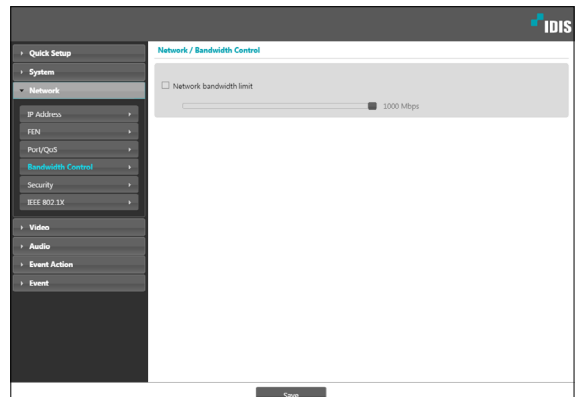 IDIS
Quick Setup
System
Network
IP Address
FEN
Port/QoS
Bandwidth Control
Security
IEEE 802.1X
Video
Audio
Event Action
Event
Network / Bandwidth Control
Network bandwidth limit
1000 Mbps
Save